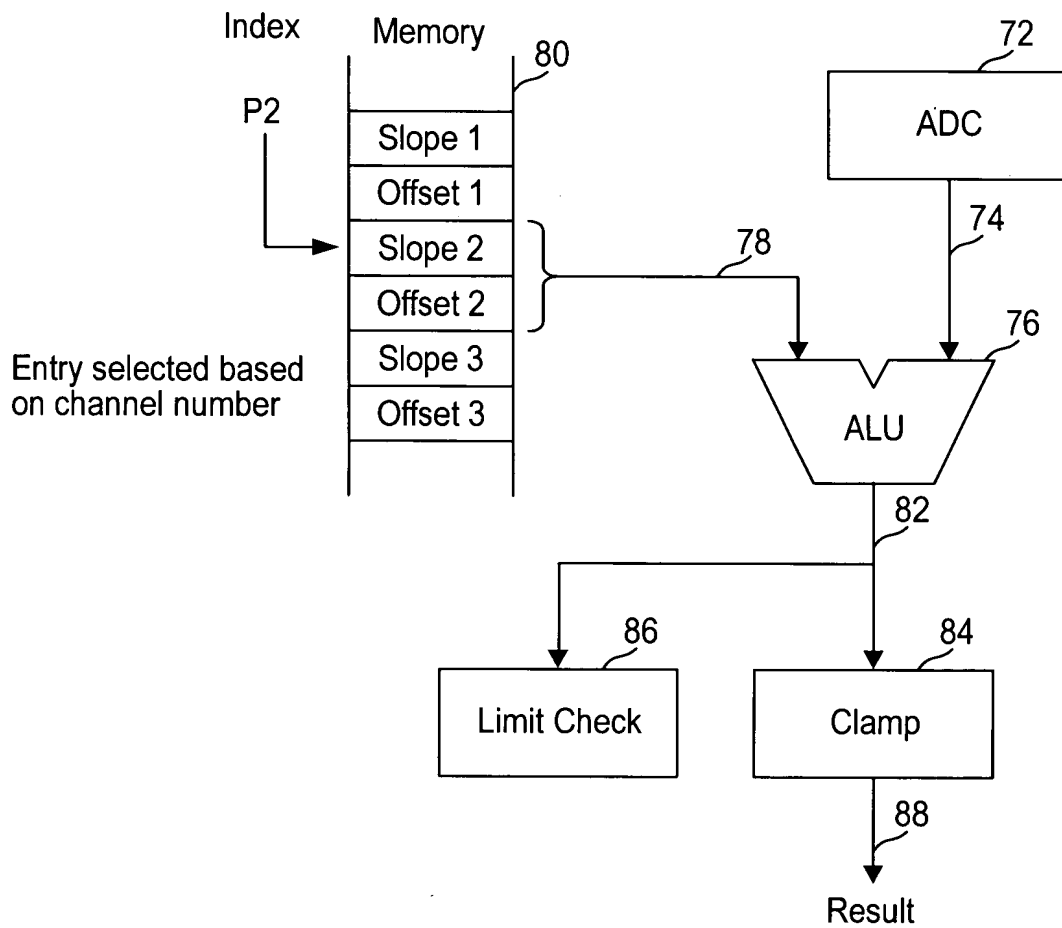 Index
Memory
80
72
P2
ADC
Slope 1
Offset 1
Slope 2
Offset 2
Slope 3
Offset 3
78
74
76
Entry selected based
on channel number
ALU
82
86
84
Limit Check
Clamp
88
Result